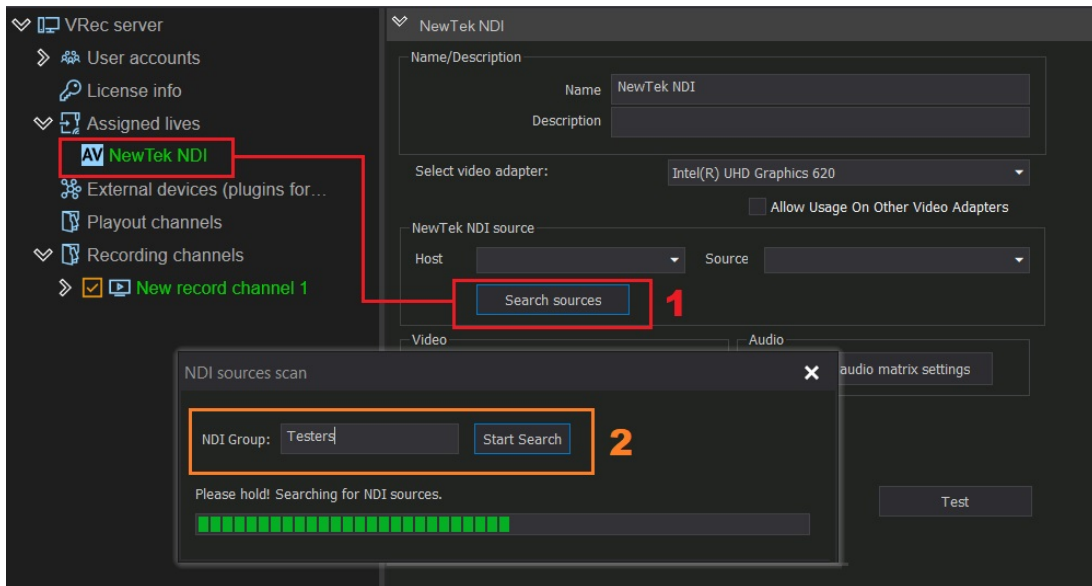 VRec server
User accounts
License info
Assigned lives
AV NewTek NDI
External devices (plugins for...
Playout channels
Recording channels
New record channel 1
NewTek NDI
Name/Description
Name NewTek NDI
Description
Select video adapter: Intel(R) UHD Graphics 620
Allow Usage On Other Video Adapters
NewTek NDI source
Host Source
Search sources 1
Video Audio
audio matrix settings
NDI sources scan
NDI Group: Testers Start Search 2
Please hold! Searching for NDI sources.
Test